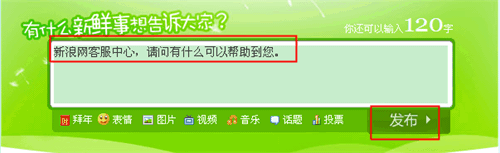 有什么新鲜事想告诉大家?
你还可以输入120字
新浪网客服中心,请问有什么可以帮助到您。
拜年 表情 图片 视频 音乐 话题 投票
发布